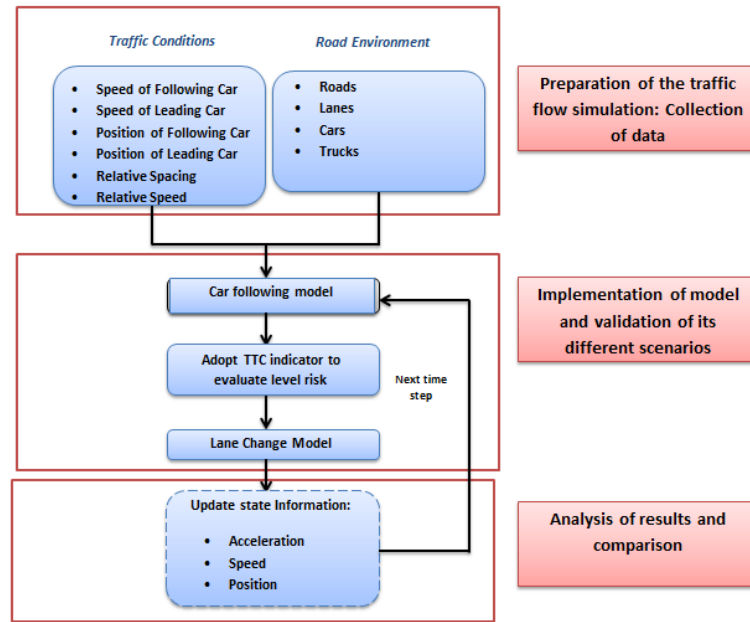 Traffic Conditions
Road Environment
• Speed of Following Car
• Speed of Leading Car
• Position of Following Car
• Position of Leading Car
• Relative Spacing
• Relative Speed
• Roads
• Lanes
• Cars
• Trucks
Preparation of the traffic
flow simulation: Collection
of data
Car following model
Adopt TTC indicator to
evaluate level risk
Next time
step
Lane Change Model
Implementation of model
and validation of its
different scenarios
Update state Information:
• Acceleration
• Speed
• Position
Analysis of results and
comparison